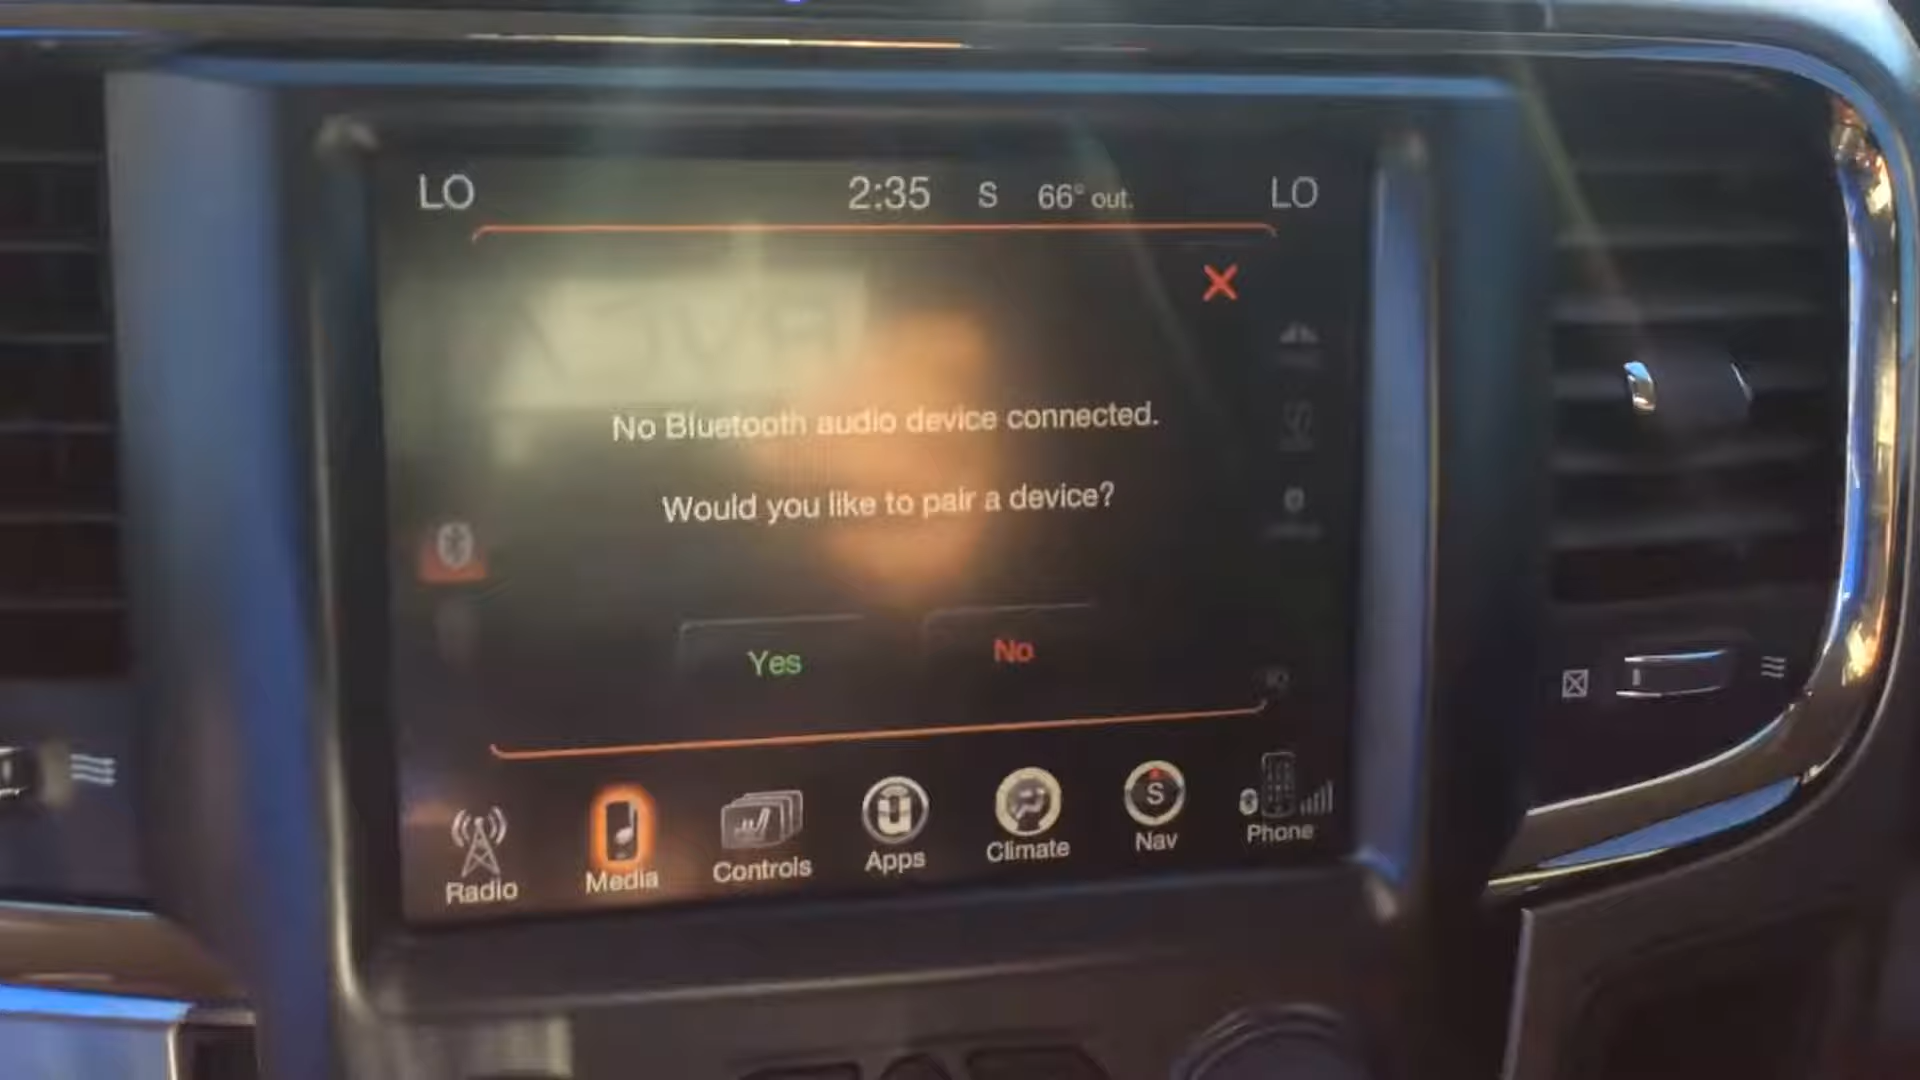 LO 2:35 S 66° out. LO
No Bluetooth audio device connected.
Would you like to pair a device?
Yes No
S
Radio Media Controls Apps Climate Nav Phone